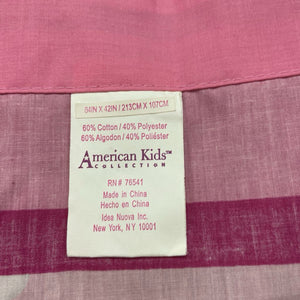 84IN X 42IN / 213CM X 107CM
60% Cotton / 40% Polyester
60% Algodon / 40% Poliéster
American Kids™
COLLECTION
RN# 76541
Made in China
Hecho en China
Idea Nuova Inc.
New York, NY 10001